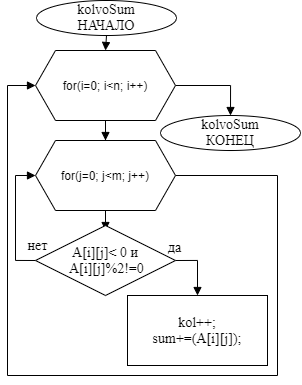 kolvoSum
НАЧАЛО
for(i=0; i<n; i++)
kolvoSum
КОНЕЦ
for(j=0; j<m; j++)
нет
A[i][j]< 0 и
A[i][j]%2!=0
да
kol++;
sum+=(A[i][j]);